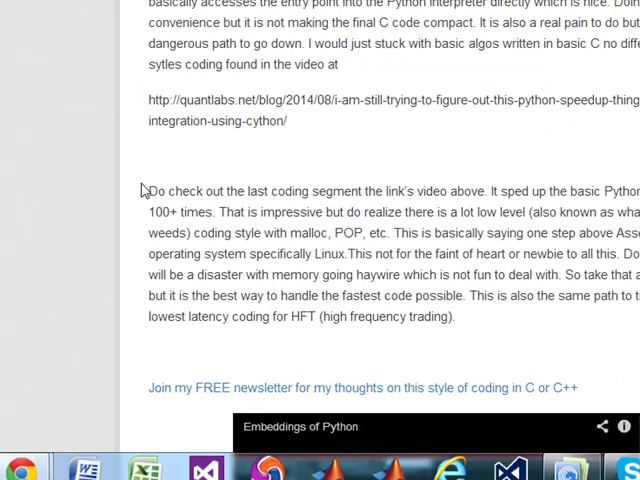 basically accesses the entry point into the Python interpreter directly which is nice. Doin
convenience but it is not making the final C code compact. It is also a real pain to do but
dangerous path to go down. I would just stuck with basic algos written in basic C no diffe
sytles coding found in the video at
http://quantlabs.net/blog/2014/08/i-am-still-trying-to-figure-out-this-python-speedup-thing
integration-using-cython/
Do check out the last coding segment the link's video above. It sped up the basic Python
100+ times. That is impressive but do realize there is a lot low level (also known as wha
weeds) coding style with malloc, POP, etc. This is basically saying one step above Asse
operating system specifically Linux.This not for the faint of heart or newbie to all this. Do
will be a disaster with memory going haywire which is not fun to deal with. So take that a
but it is the best way to handle the fastest code possible. This is also the same path to t
lowest latency coding for HFT (high frequency trading).
Join my FREE newsletter for my thoughts on this style of coding in C or C++
Embeddings of Python